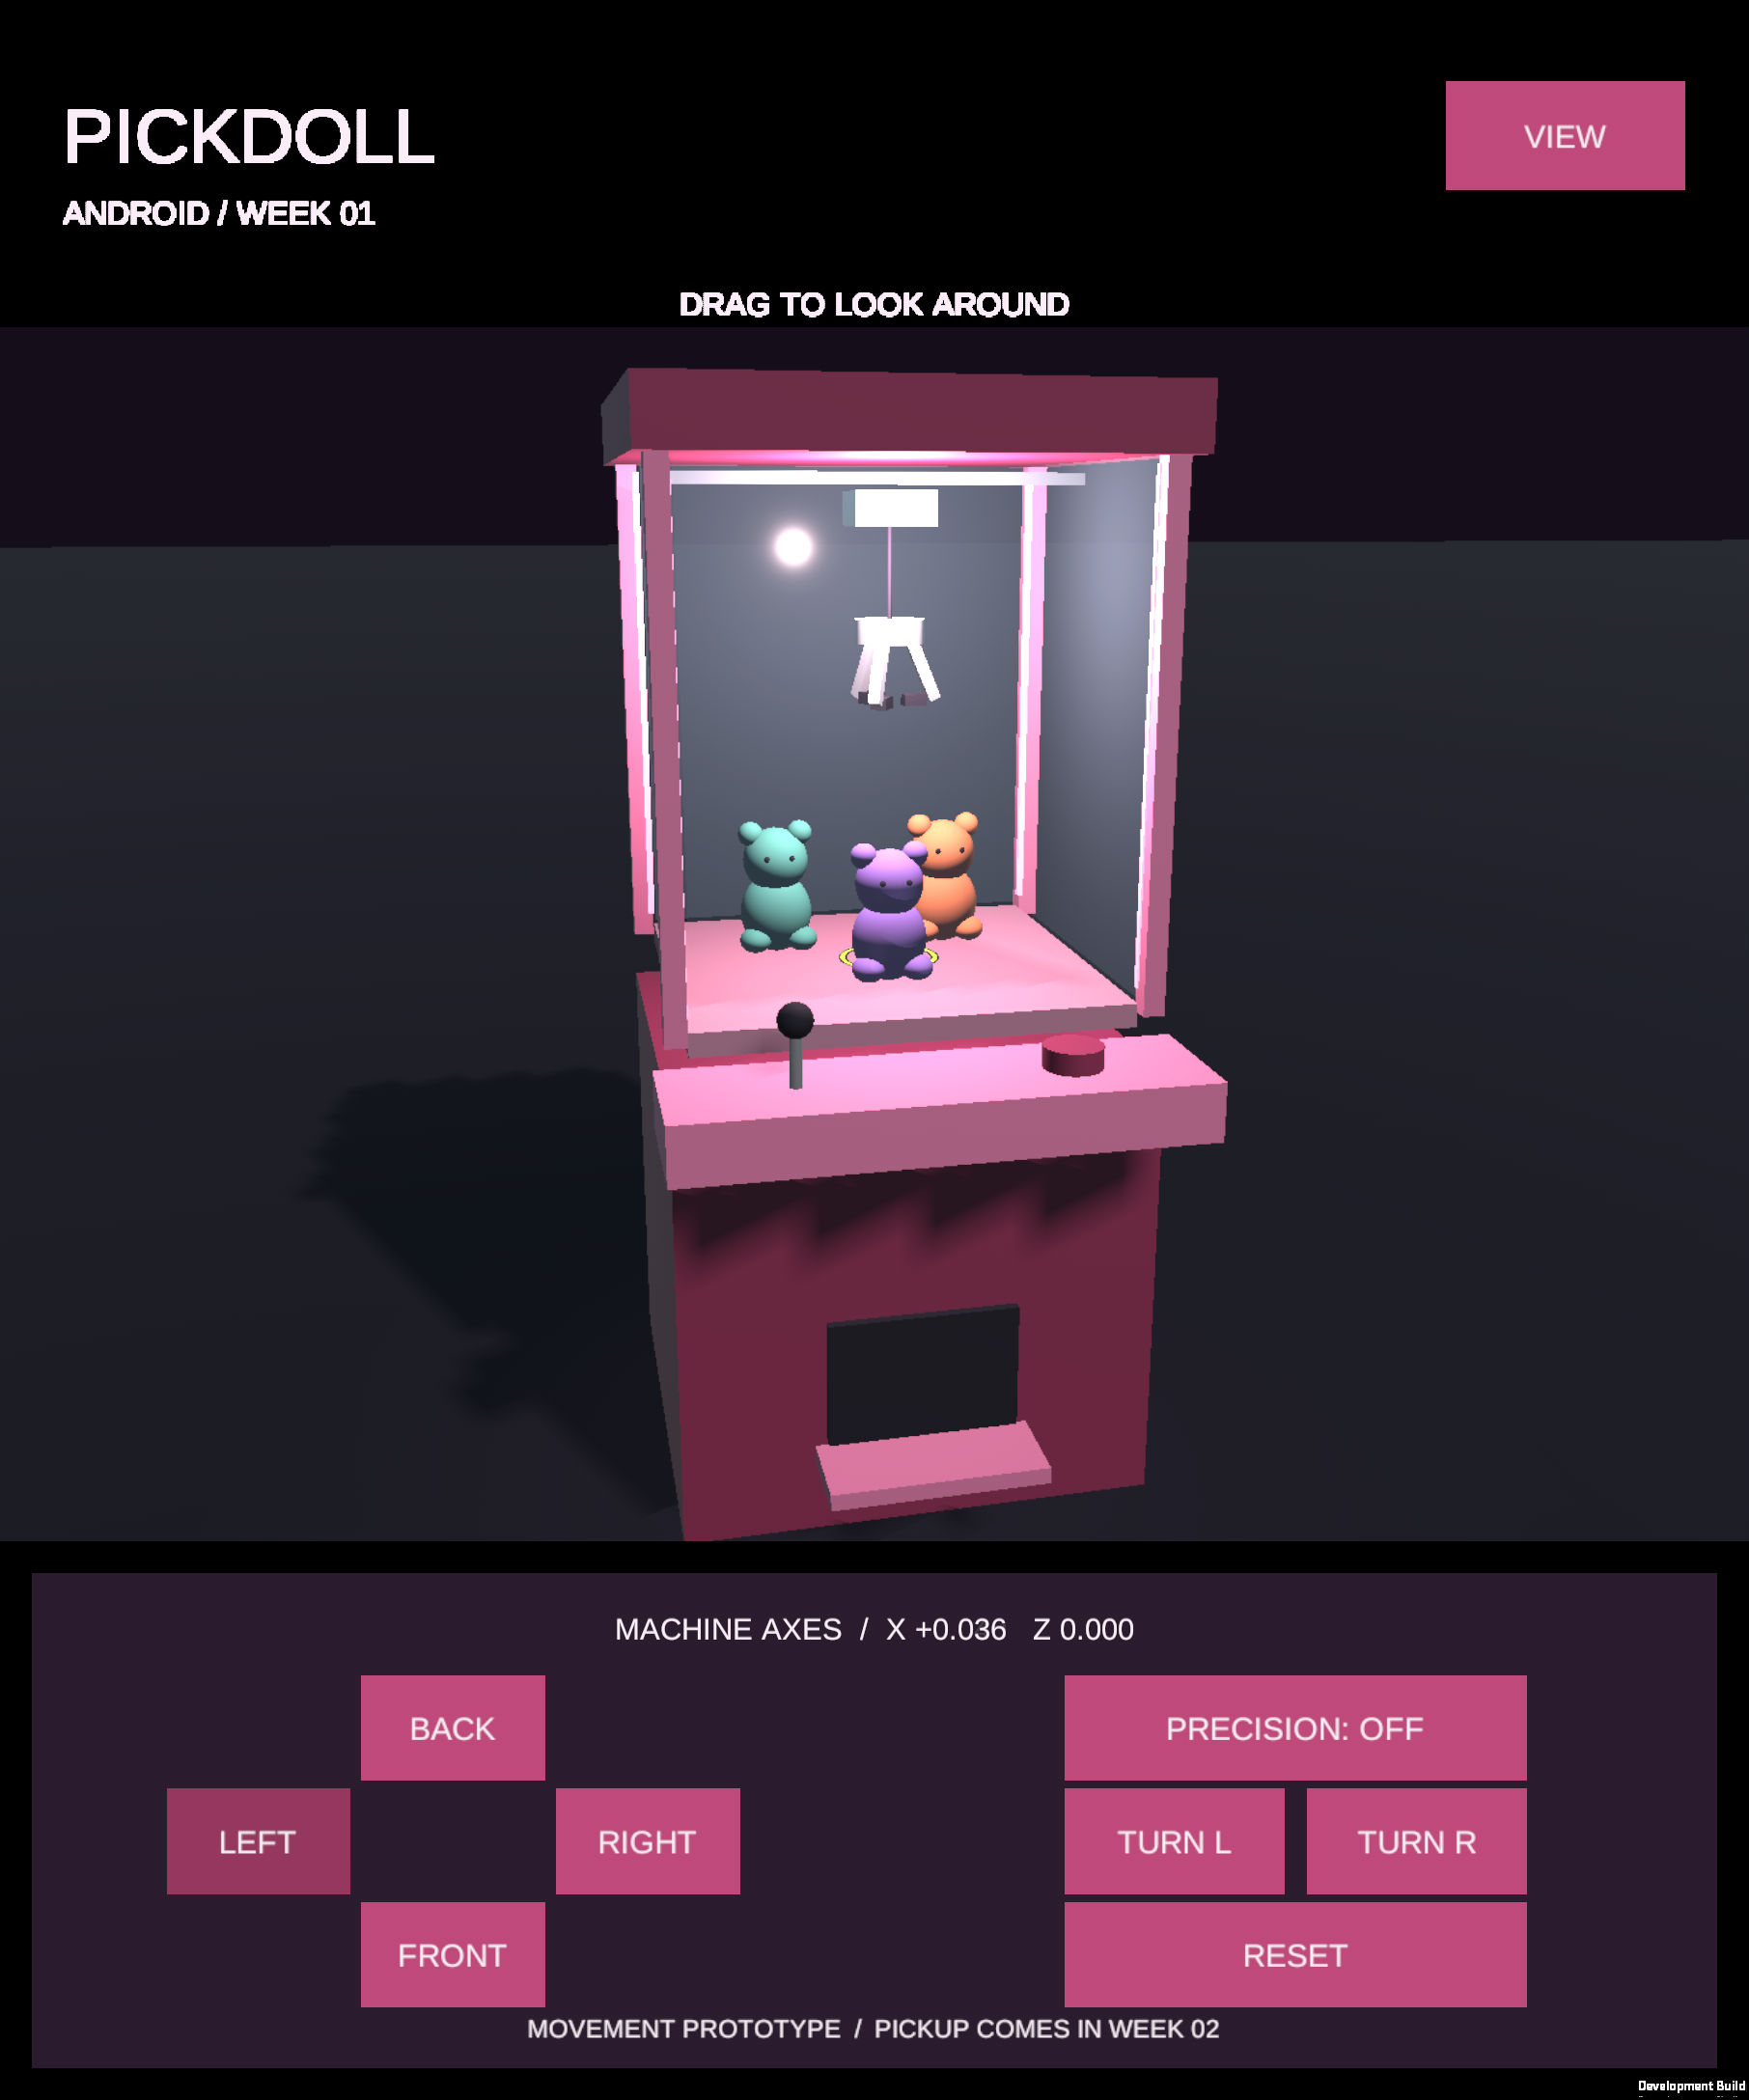 PICKDOLL
VIEW
ANDROID / WEEK 01
DRAG TO LOOK AROUND
MACHINE AXES / X +0.036 Z 0.000
BACK
PRECISION: OFF
LEFT
RIGHT
TURN L
TURN R
FRONT
RESET
MOVEMENT PROTOTYPE / PICKUP COMES IN WEEK 02
Development Build